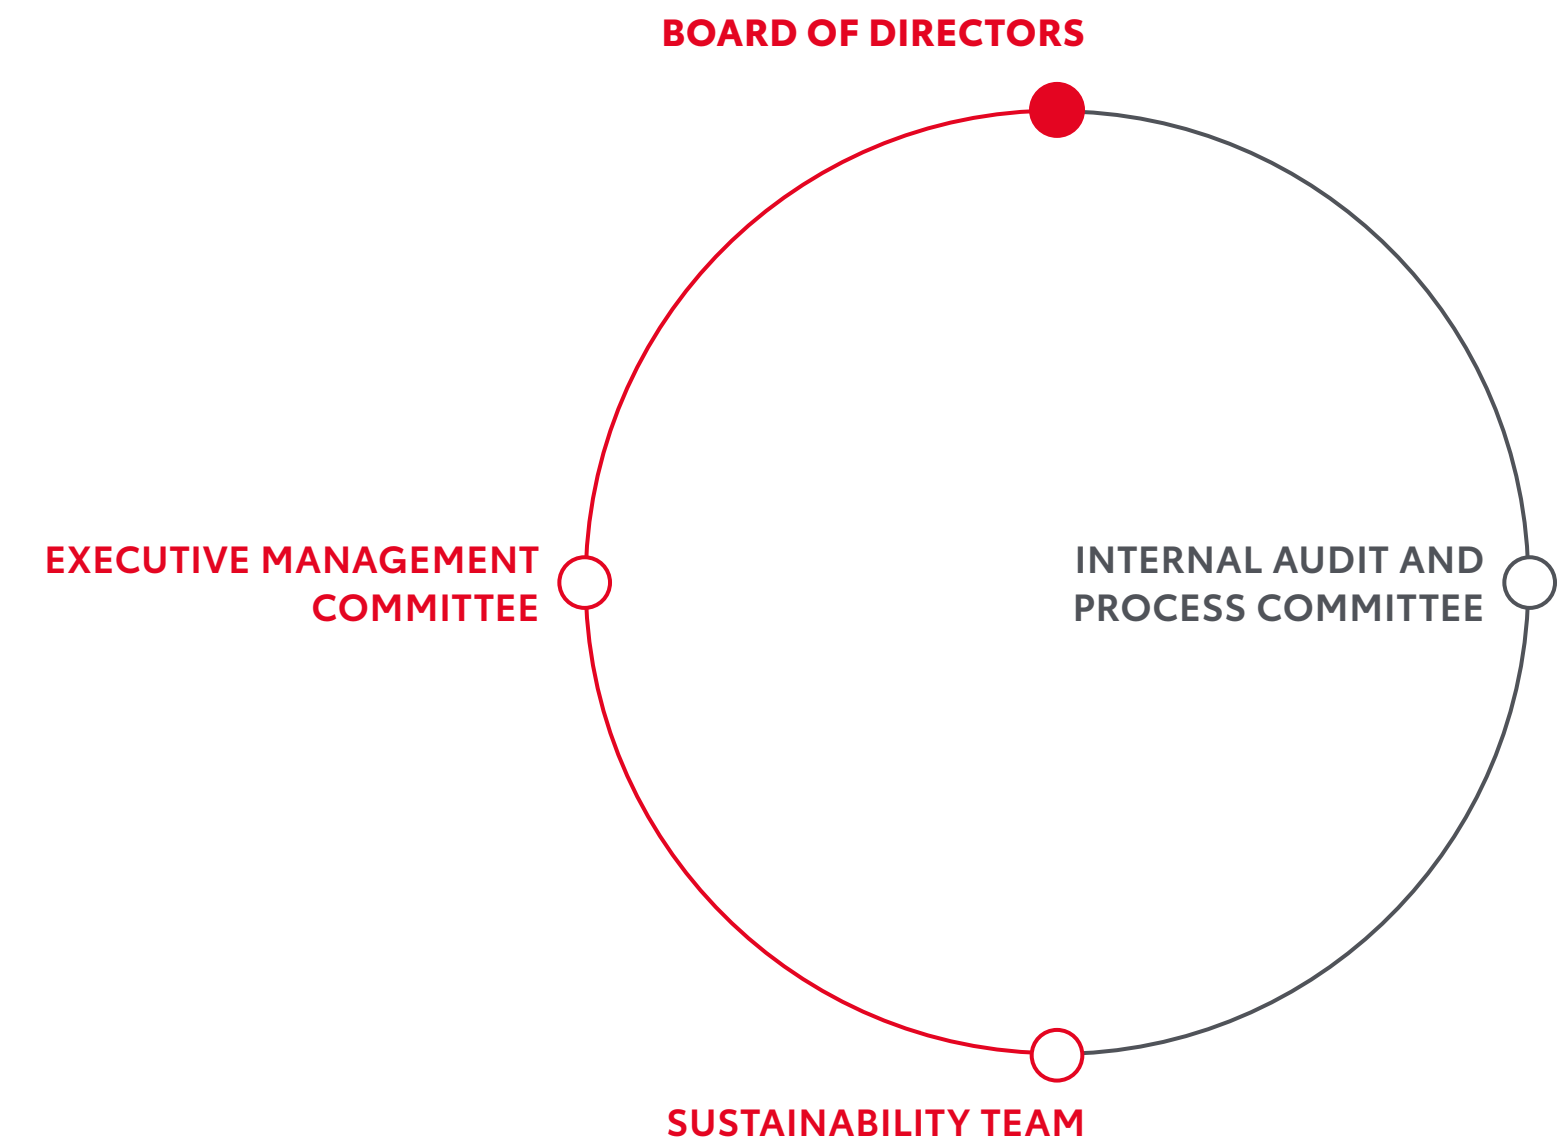 BOARD OF DIRECTORS
EXECUTIVE MANAGEMENT
COMMITTEE
INTERNAL AUDIT AND
PROCESS COMMITTEE
SUSTAINABILITY TEAM